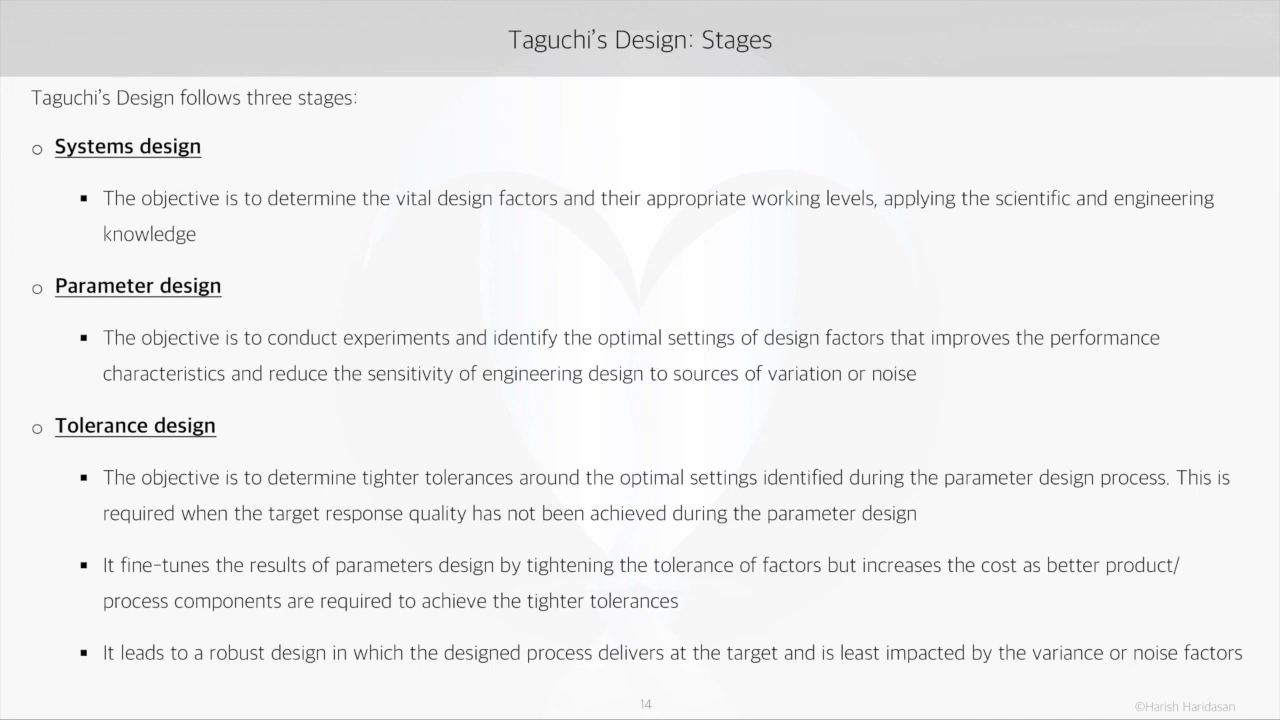 Taguchi's Design: Stages
Taguchi's Design follows three stages:
o Systems design
▪ The objective is to determine the vital design factors and their appropriate working levels, applying the scientific and engineering
knowledge
o Parameter design
▪ The objective is to conduct experiments and identify the optimal settings of design factors that improves the performance
characteristics and reduce the sensitivity of engineering design to sources of variation or noise
o Tolerance design
▪ The objective is to determine tighter tolerances around the optimal settings identified during the parameter design process. This is
required when the target response quality has not been achieved during the parameter design
▪ It fine-tunes the results of parameters design by tightening the tolerance of factors but increases the cost as better product/
process components are required to achieve the tighter tolerances
▪ It leads to a robust design in which the designed process delivers at the target and is least impacted by the variance or noise factors
14
©Harish Haridasan